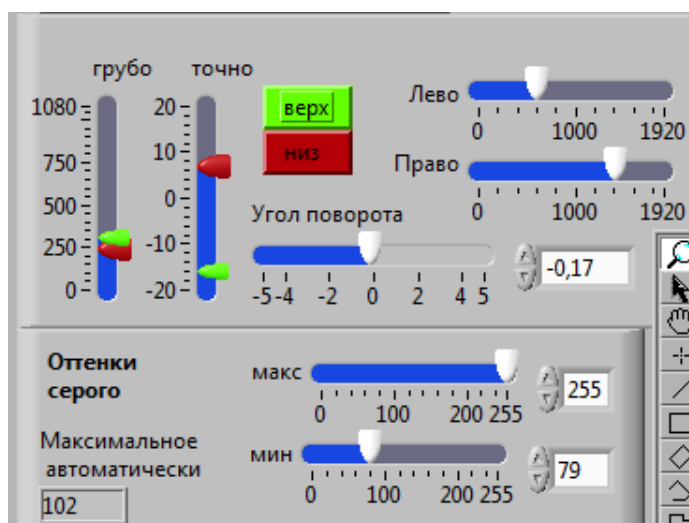 грубо точно
1080 20
750 10
500 0
250 -10
0 -20
верх
низ
Лево
0 1000 1920
Право
0 1000 1920
Угол поворота
-0,17
-5 -4 -2 0 2 4 5
Оттенки
серого
макс
255
0 100 200 255
Максимальное
автоматически
102
мин
79
0 100 200 255